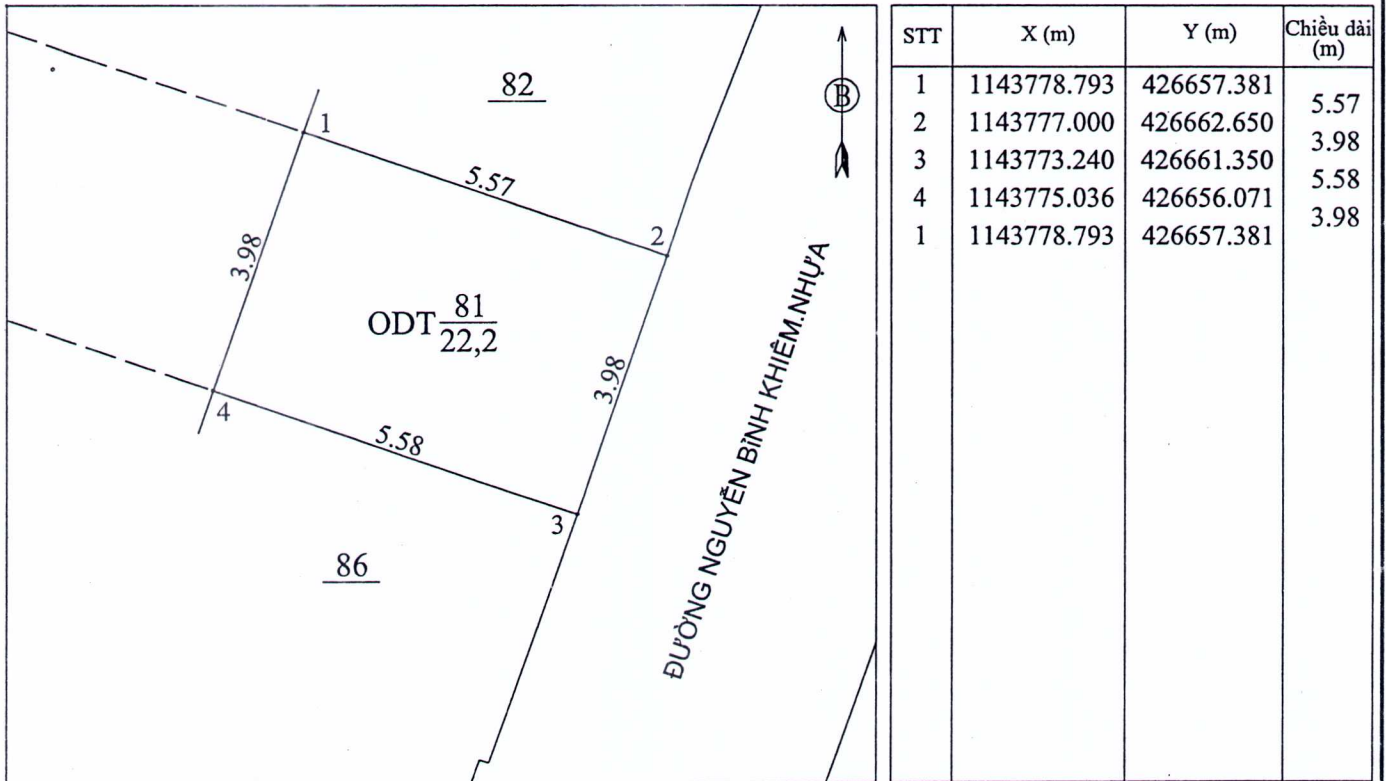 82
B
1
5.57
2
3.98
ODT 81
22,2
3.98
4
5.58
3
86
ĐƯỜNG NGUYỄN BỈNH KHIÊM.NHỰA
STT X (m) Y (m) Chiều dài (m)
1 1143778.793 426657.381
5.57
2 1143777.000 426662.650
3.98
3 1143773.240 426661.350
5.58
4 1143775.036 426656.071
3.98
1 1143778.793 426657.381